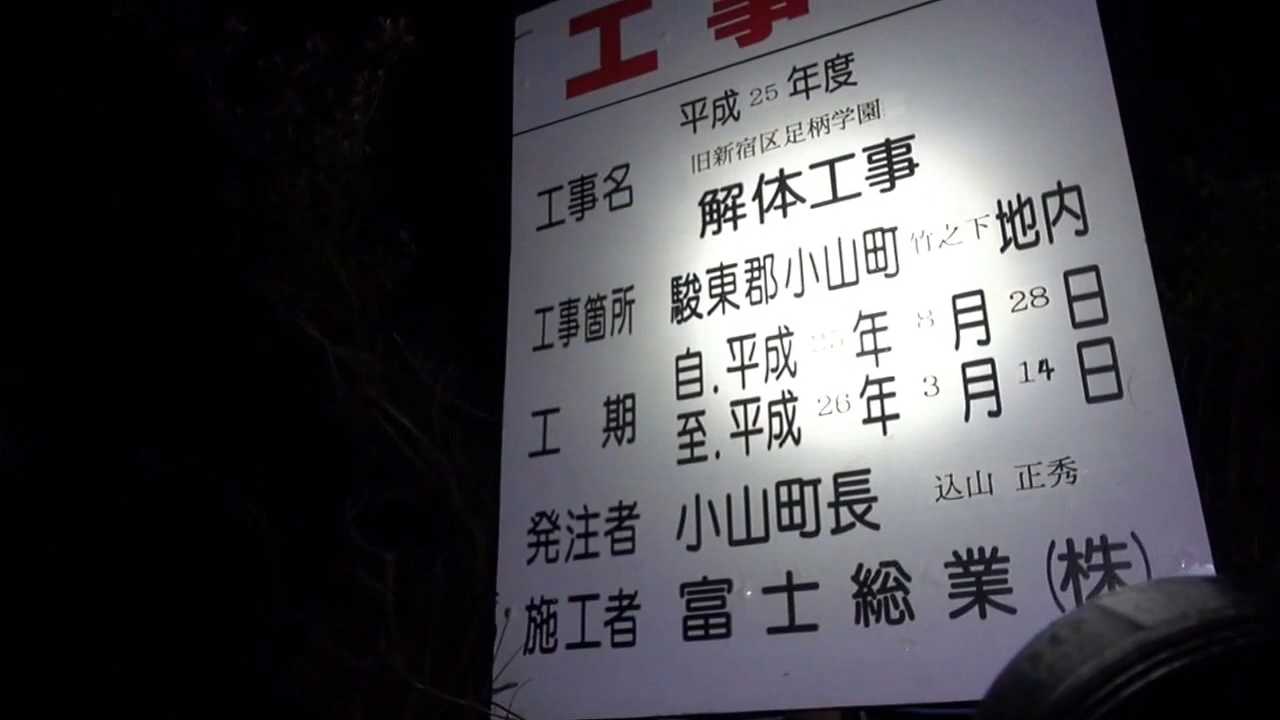 工事
平成 25 年度
旧新宿区足柄学園
工事名 解体工事
工事箇所 駿東郡小山町 竹之下 地内
工 期 自.平成 25 年 8 月 28 日
至.平成 26 年 3 月 14 日
発注者 小山町長 込山 正秀
施工者 富士総業(株)